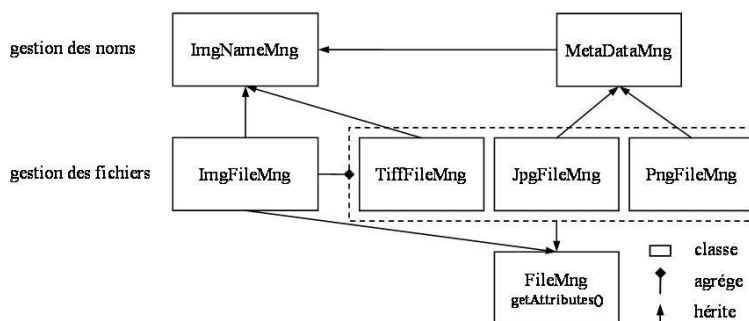 gestion des noms
ImgNameMng
MetaDataMng
gestion des fichiers
ImgFileMng
TiffFileMng
JpgFileMng
PngFileMng
FileMng
getAttributes()
classe
agrége
hérite